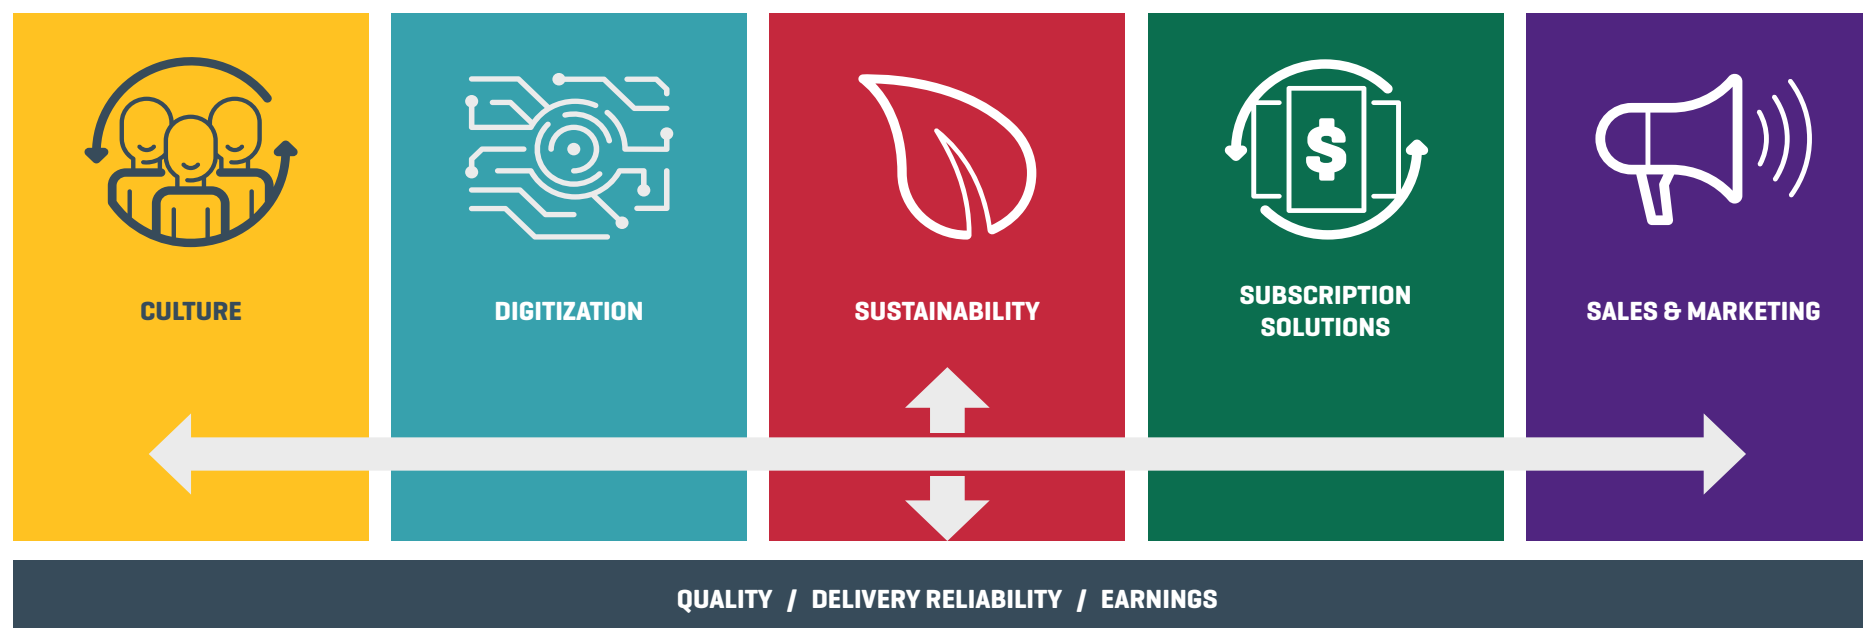 $
CULTURE
DIGITIZATION
SUSTAINABILITY
SUBSCRIPTION
SOLUTIONS
SALES & MARKETING
QUALITY / DELIVERY RELIABILITY / EARNINGS